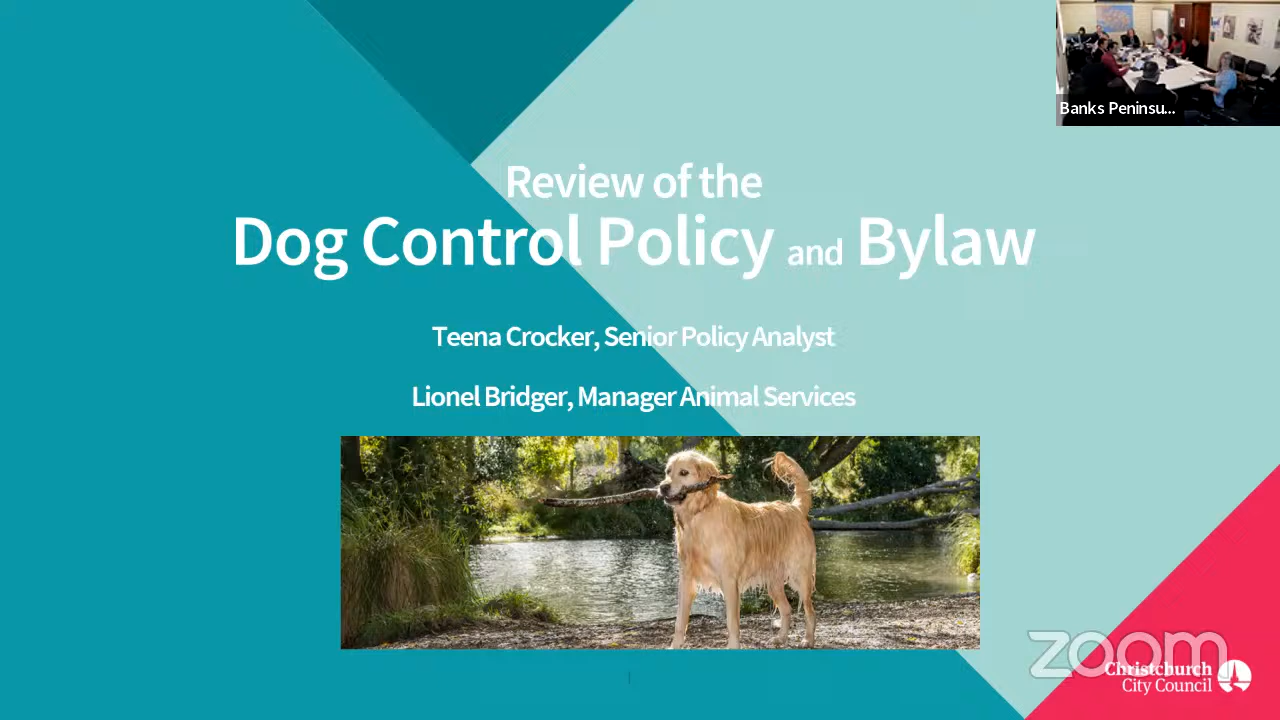 Banks Peninsu...
Review of the
Dog Control Policy and Bylaw
Teena Crocker, Senior Policy Analyst
Lionel Bridger, Manager Animal Services
zoom
Christchurch
City Council